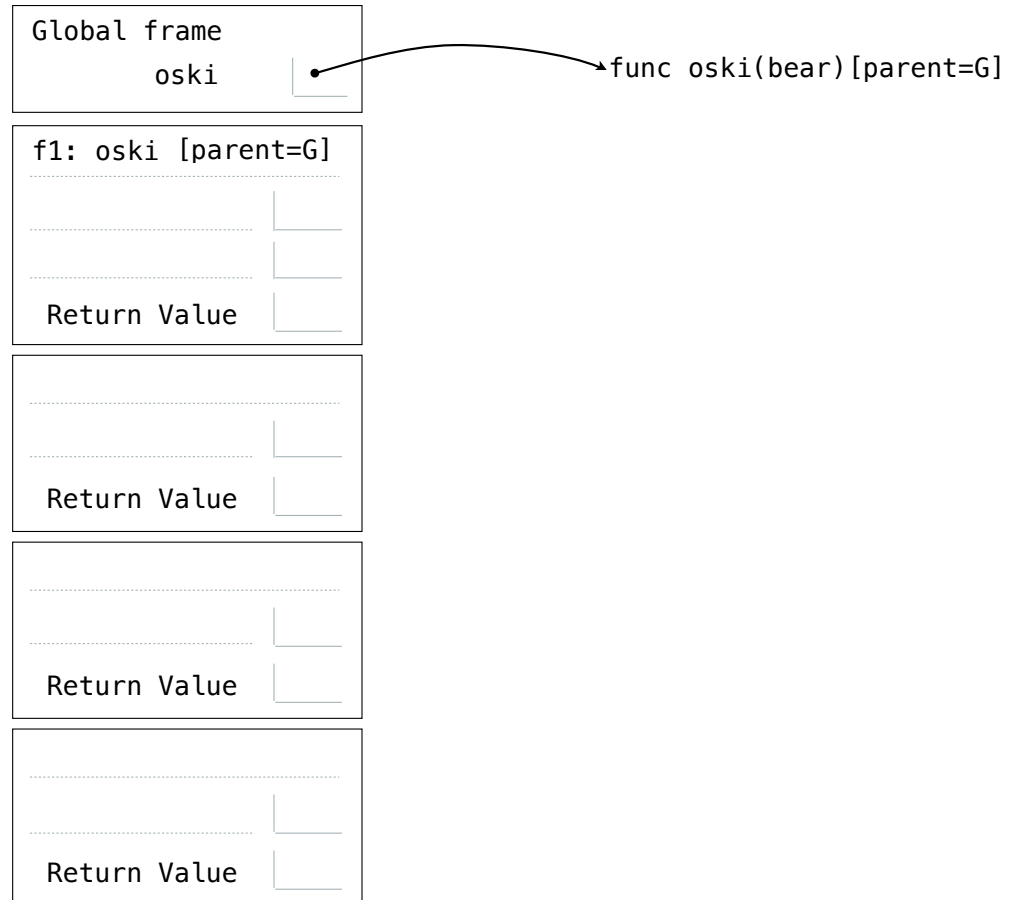 Global frame
oski
func oski(bear)[parent=G]
f1: oski [parent=G]
Return Value
Return Value
Return Value
Return Value